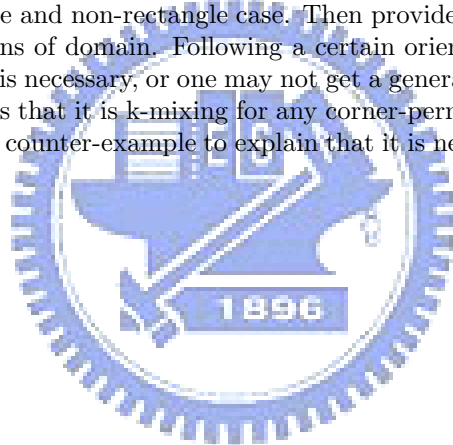 e and non-rectangle case. Then provide
ns of domain. Following a certain orien
is necessary, or one may not get a genera
s that it is k-mixing for any corner-perm
counter-example to explain that it is ne
1896